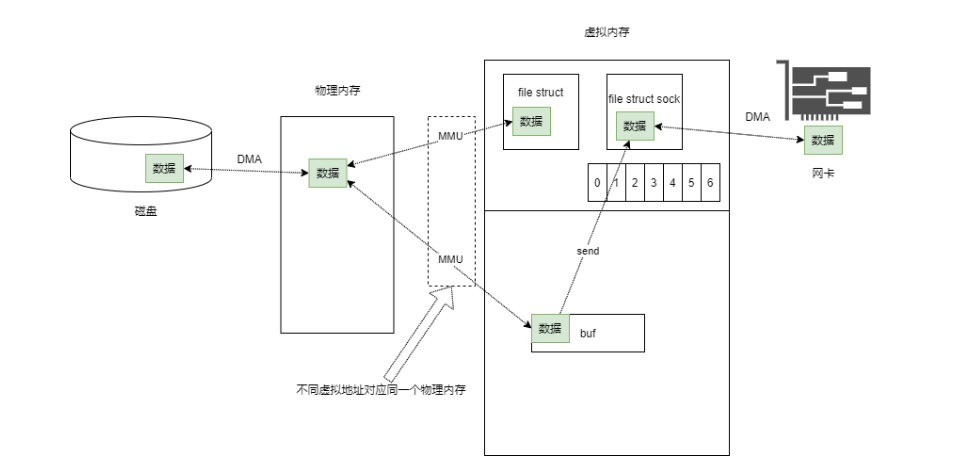 虚拟内存
物理内存
file struct
数据
file struct sock
数据
DMA
数据
网卡
MMU
数据
DMA
数据
磁盘
0 1 2 3 4 5 6
MMU
send
数据
buf
不同虚拟地址对应同一个物理内存